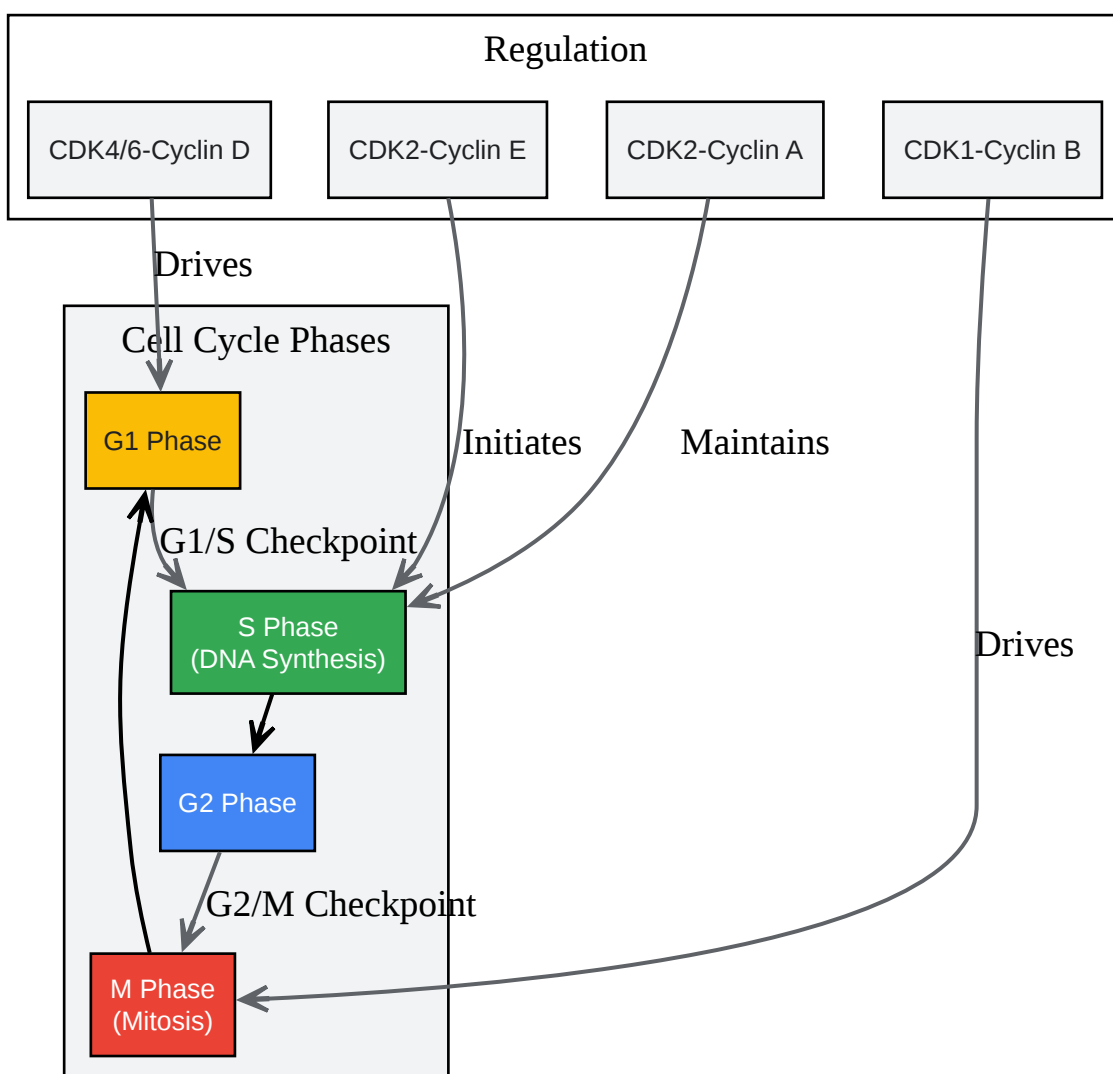 Regulation
CDK4/6-Cyclin D
CDK2-Cyclin E
CDK2-Cyclin A
CDK1-Cyclin B
Drives
Cell Cycle Phases
G1 Phase
Initiates
Maintains
G1/S Checkpoint
S Phase
(DNA Synthesis)
Drives
G2 Phase
G2/M Checkpoint
M Phase
(Mitosis)